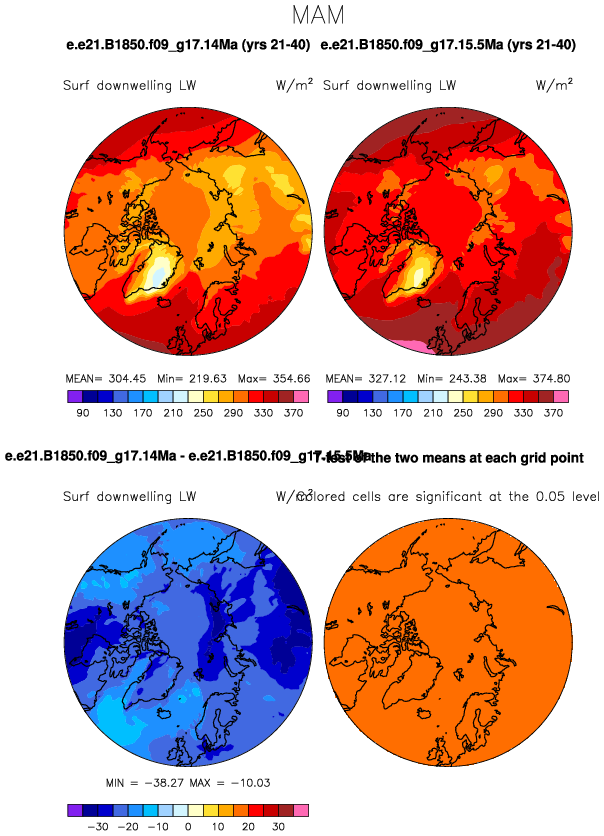 MAM
e.e21.B1850.f09_g17.14Ma (yrs 21-40) e.e21.B1850.f09_g17.15.5Ma (yrs 21-40)
Surf downwelling LW W/m² Surf downwelling LW W/m²
MEAN= 304.45 Min= 219.63 Max= 354.66 MEAN= 327.12 Min= 243.38 Max= 374.80
90 130 170 210 250 290 330 370 90 130 170 210 250 290 330 370
e.e21.B1850.f09_g17.14Ma - e.e21.B1850.f09_g17.15.5Ma T-test of the two means at each grid point
Surf downwelling LW W/m² Colored cells are significant at the 0.05 level
MIN = −38.27 MAX = −10.03
−30 −20 −10 0 10 20 30